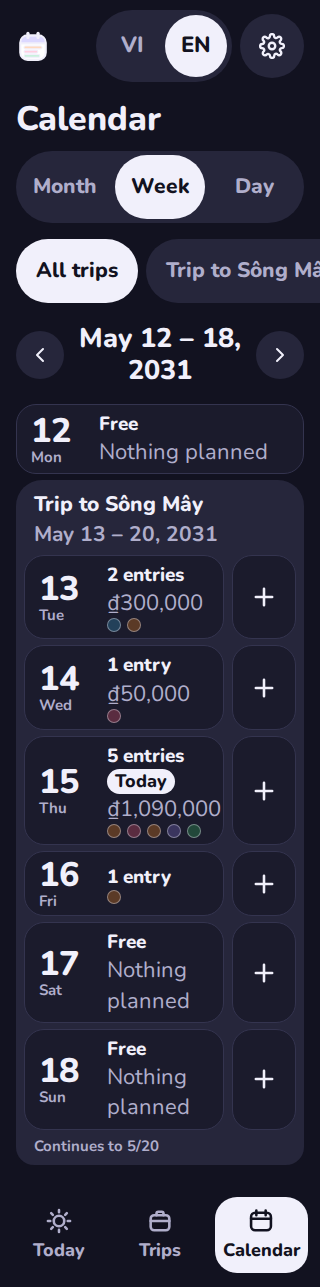 VI
EN
Calendar
Month
Week
Day
All trips
Trip to Sông Mâ
May 12 – 18,
2031
12
Mon
Free
Nothing planned
Trip to Sông Mây
May 13 – 20, 2031
13
Tue
2 entries
₫300,000
14
Wed
1 entry
₫50,000
15
Thu
5 entries
Today
₫1,090,000
16
Fri
1 entry
17
Sat
Free
Nothing
planned
18
Sun
Free
Nothing
planned
Continues to 5/20
Today
Trips
Calendar